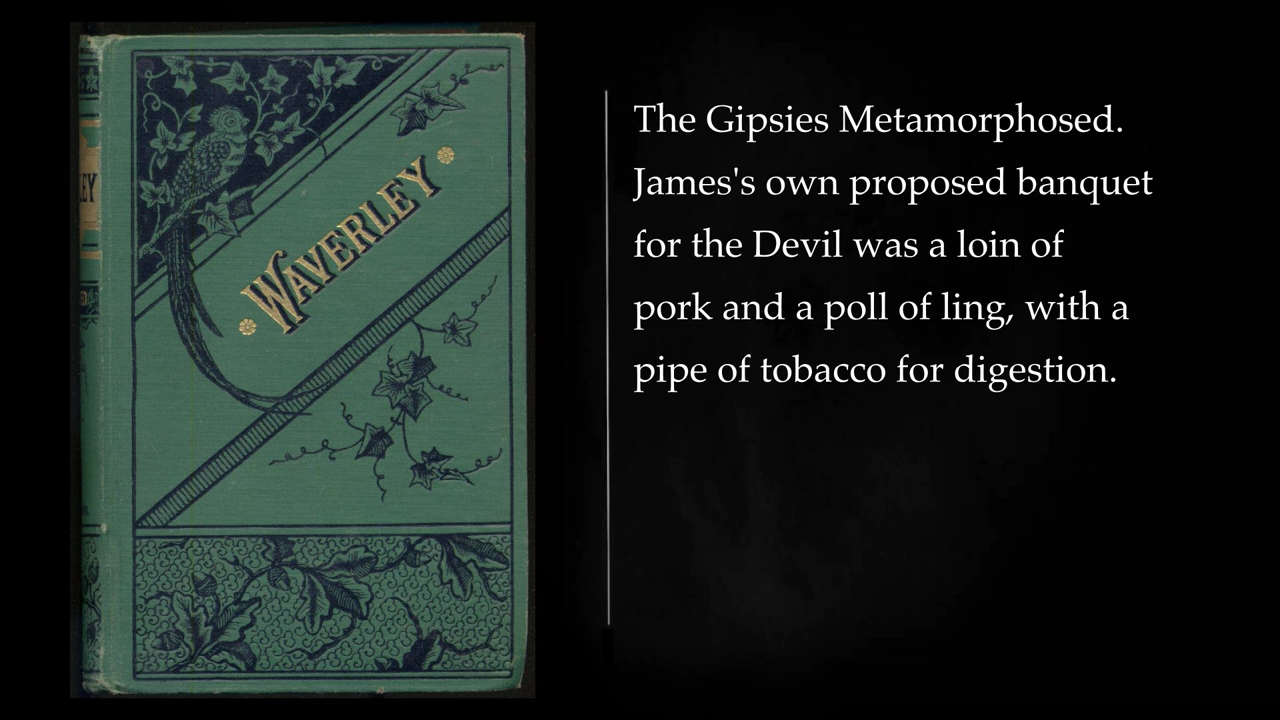 WAVERLEY
EY
The Gipsies Metamorphosed.
James's own proposed banquet
for the Devil was a loin of
pork and a poll of ling, with a
pipe of tobacco for digestion.